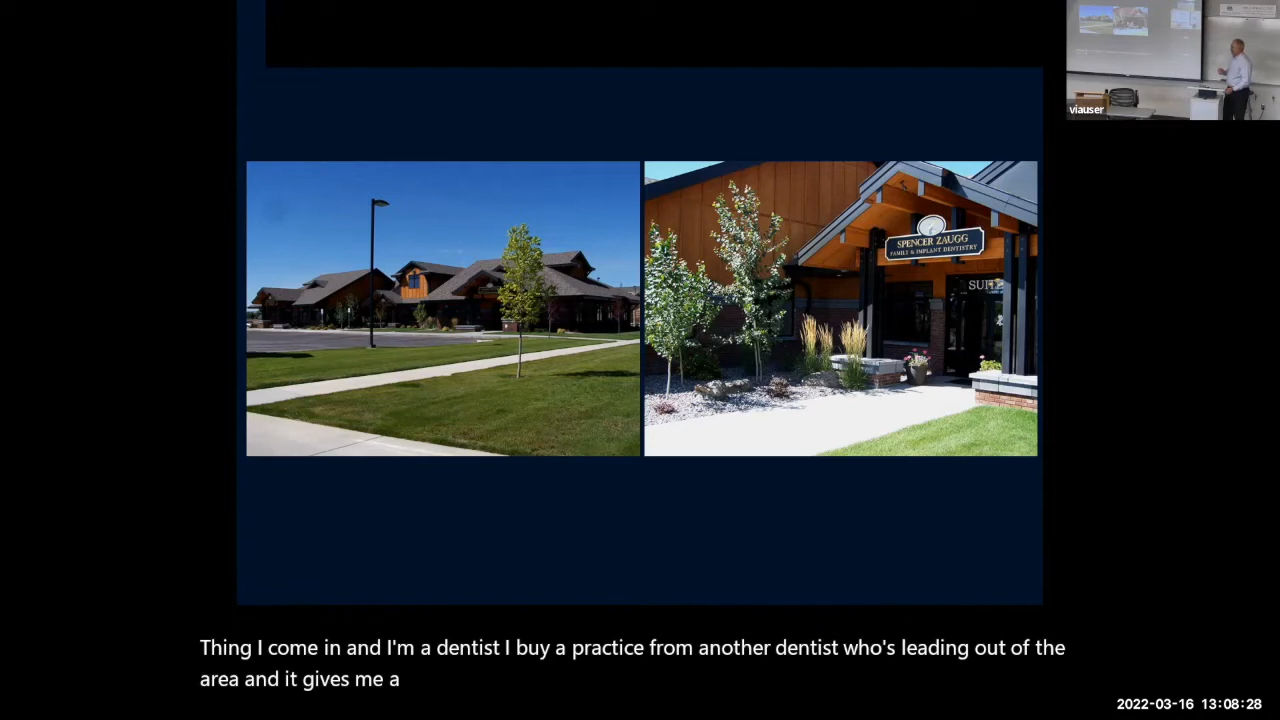 viauser
SPENCER ZAUGG
FAMILY & IMPLANT DENTISTRY
SUITE
Thing I come in and I'm a dentist I buy a practice from another dentist who's leading out of the
area and it gives me a
2022-03-16 13:08:28